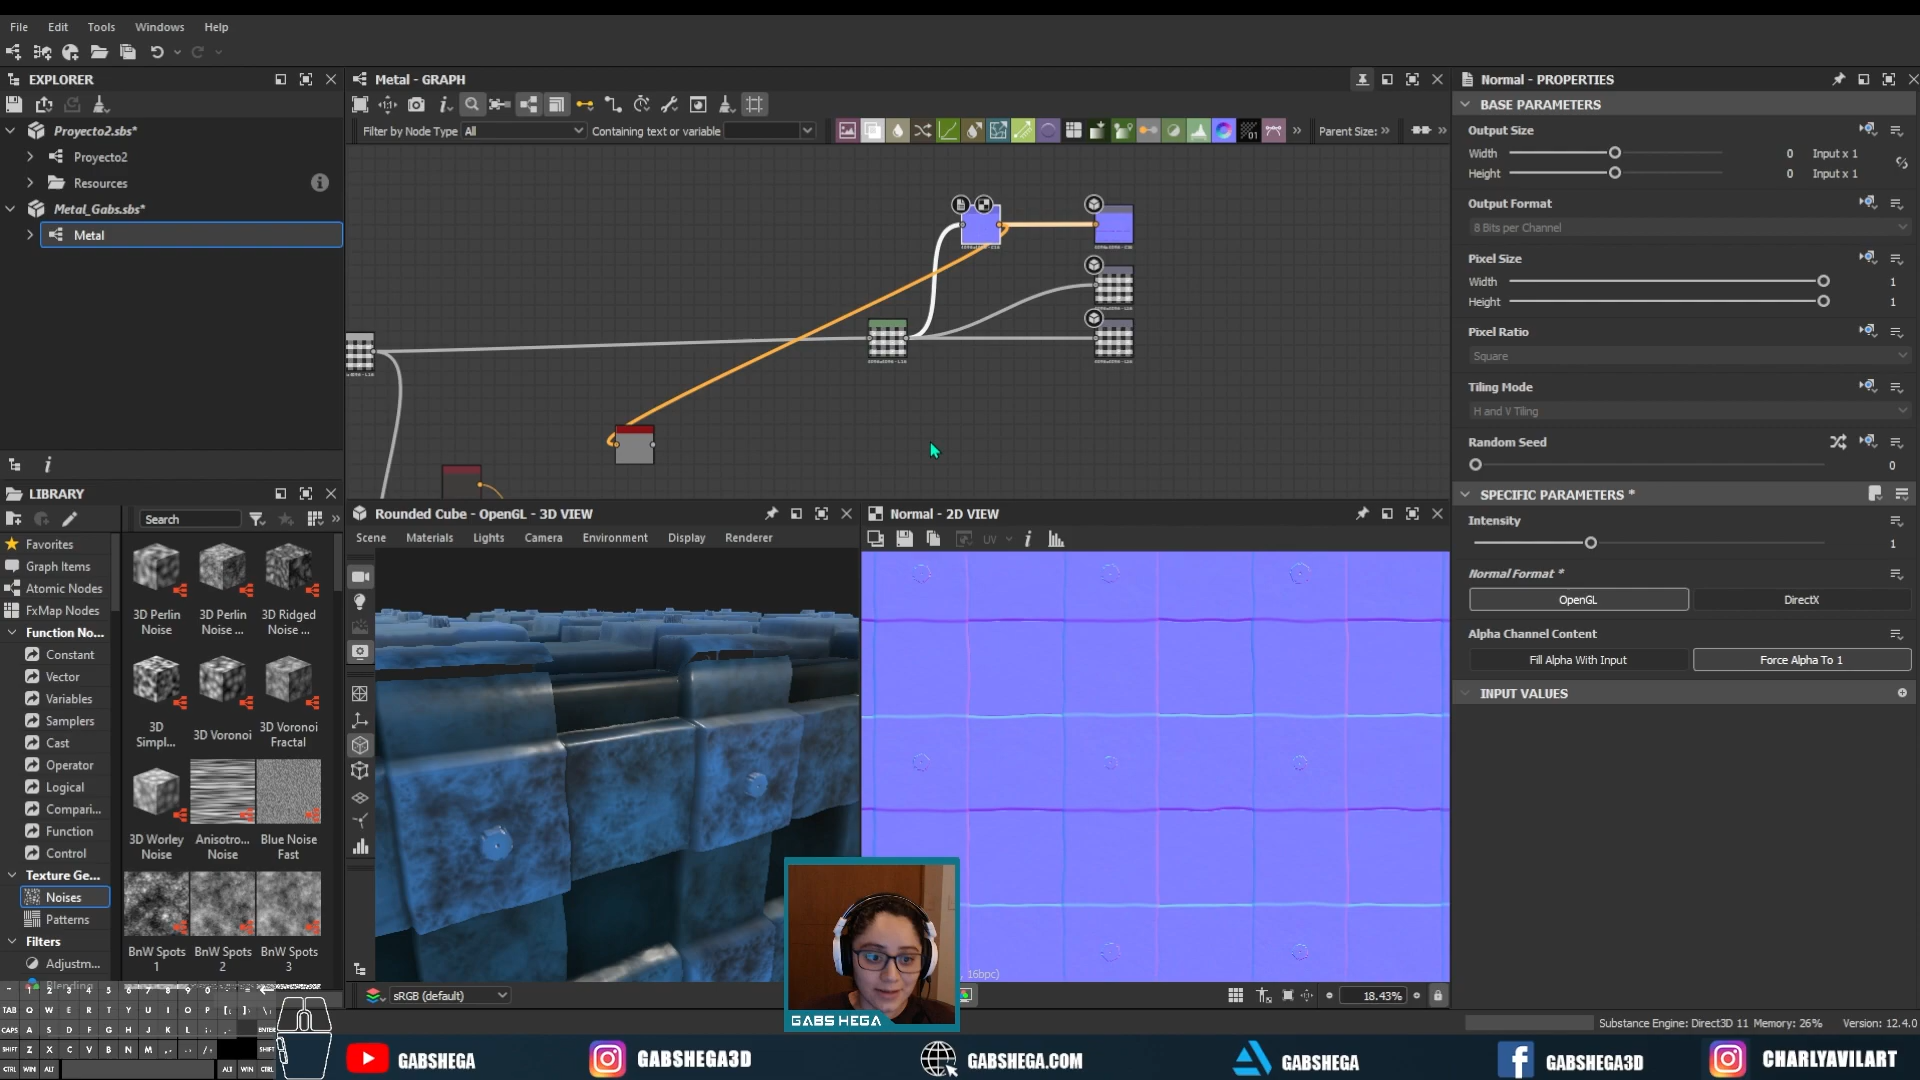 File Edit Tools Windows Help
EXPLORER
Proyecto2.sbs*
Proyecto2
Resources
Metal_Gabs.sbs*
Metal
LIBRARY
Search
Favorites
Graph Items
Atomic Nodes
FxMap Nodes
Function No...
Constant
Vector
Variables
Samplers
Cast
Operator
Logical
Compari...
Function
Control
Texture Ge...
Noises
Patterns
Filters
Adjustm...
3D Perlin Noise
3D Perlin Noise ...
3D Ridged Noise ...
3D Simpl...
3D Voronoi
3D Voronoi Fractal
3D Worley Noise
Anisotro... Noise
Blue Noise Fast
BnW Spots 1
BnW Spots 2
BnW Spots 3
Metal - GRAPH
Filter by Node Type All Containing text or variable
Parent Size:
Rounded Cube - OpenGL - 3D VIEW
Scene Materials Lights Camera Environment Display Renderer
sRGB (default)
Normal - 2D VIEW
UV
, 16bpc)
18.43%
Normal - PROPERTIES
BASE PARAMETERS
Output Size
Width 0 Input x 1
Height 0 Input x 1
Output Format
8 Bits per Channel
Pixel Size
Width 1
Height 1
Pixel Ratio
Square
Tiling Mode
H and V Tiling
Random Seed
0
SPECIFIC PARAMETERS *
Intensity
1
Normal Format *
OpenGL DirectX
Alpha Channel Content
Fill Alpha With Input Force Alpha To 1
INPUT VALUES
Substance Engine: Direct3D 11 Memory: 26% Version: 12.4.0
GABS HEGA
GABSHEGA
GABSHEGA3D
GABSHEGA.COM
GABSHEGA
GABSHEGA3D
CHARLYAVILART